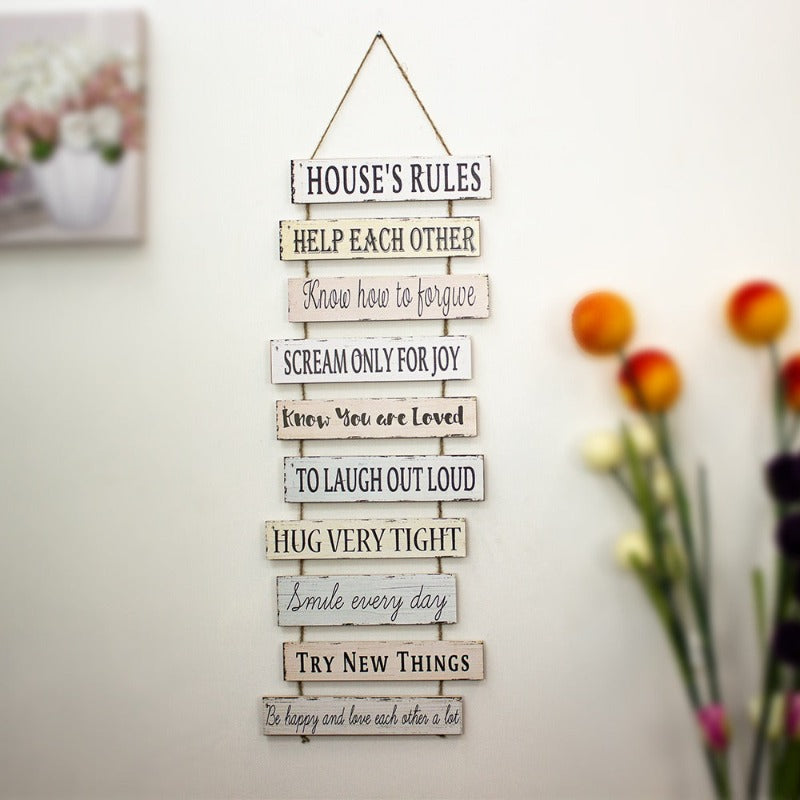 HOUSE'S RULES
HELP EACH OTHER
Know how to forgive
SCREAM ONLY FOR JOY
Know You are Loved
TO LAUGH OUT LOUD
HUG VERY TIGHT
Smile every day
TRY NEW THINGS
Be happy and love each other a lot